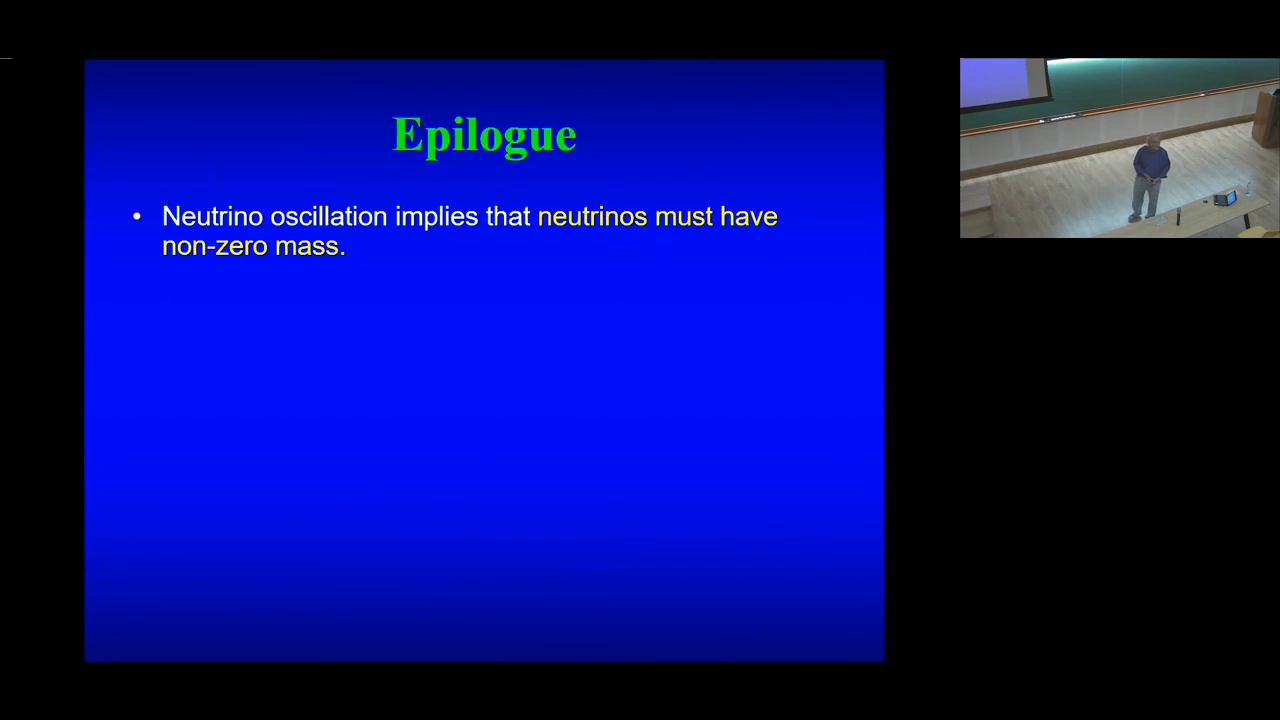 Epilogue
• Neutrino oscillation implies that neutrinos must have
non-zero mass.